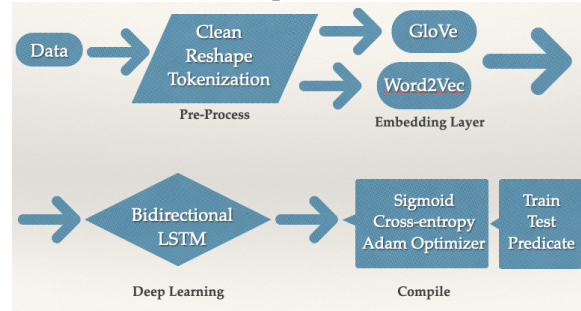 Data
Clean
Reshape
Tokenization
Pre-Process
GloVe
Word2Vec
Embedding Layer
Bidirectional
LSTM
Deep Learning
Sigmoid
Cross-entropy
Adam Optimizer
Compile
Train
Test
Predicate